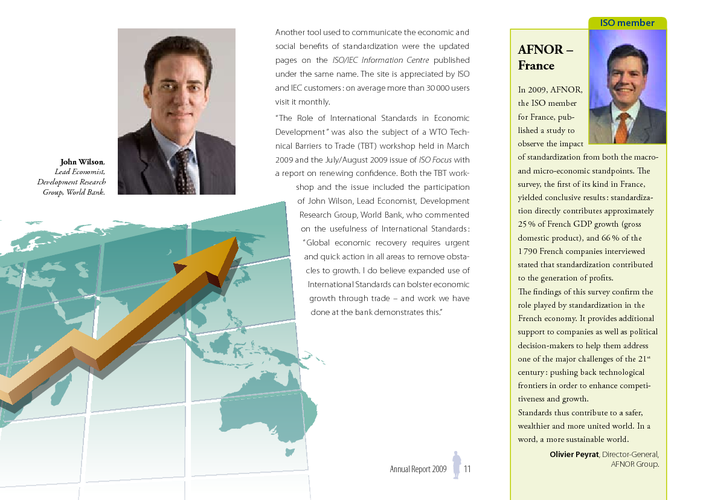 John Wilson,
Lead Economist,
Development Research
Group, World Bank.
Another tool used to communicate the economic and
social benefits of standardization were the updated
pages on the ISO/IEC Information Centre published
under the same name. The site is appreciated by ISO
and IEC customers : on average more than 30 000 users
visit it monthly.
“The Role of International Standards in Economic
Development” was also the subject of a WTO Tech-
nical Barriers to Trade (TBT) workshop held in March
2009 and the July/August 2009 issue of ISO Focus with
a report on renewing confidence. Both the TBT work-
shop and the issue included the participation
of John Wilson, Lead Economist, Development
Research Group, World Bank, who commented
on the usefulness of International Standards :
“Global economic recovery requires urgent
and quick action in all areas to remove obsta-
cles to growth. I do believe expanded use of
International Standards can bolster economic
growth through trade – and work we have
done at the bank demonstrates this.”
Annual Report 2009 11
ISO member
AFNOR –
France
In 2009, AFNOR,
the ISO member
for France, pub-
lished a study to
observe the impact
of standardization from both the macro-
and micro-economic standpoints. The
survey, the first of its kind in France,
yielded conclusive results : standardiza-
tion directly contributes approximately
25 % of French GDP growth (gross
domestic product), and 66 % of the
1 790 French companies interviewed
stated that standardization contributed
to the generation of profits.
The findings of this survey confirm the
role played by standardization in the
French economy. It provides additional
support to companies as well as political
decision-makers to help them address
one of the major challenges of the 21st
century : pushing back technological
frontiers in order to enhance competi-
tiveness and growth.
Standards thus contribute to a safer,
wealthier and more united world. In a
word, a more sustainable world.
Olivier Peyrat, Director-General,
AFNOR Group.